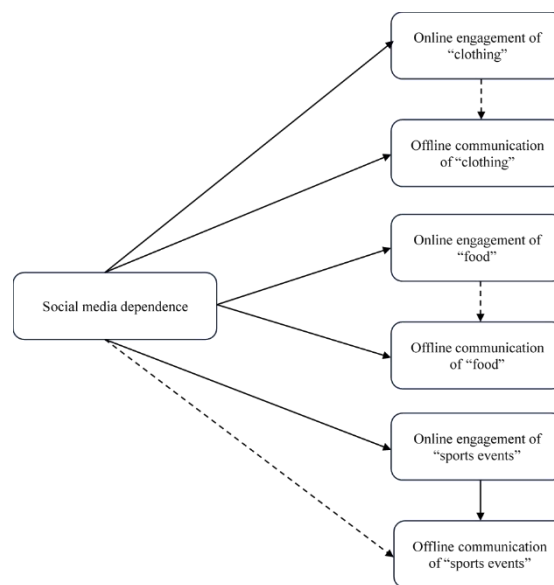 Online engagement of
“clothing”
Offline communication
of “clothing”
Online engagement of
“food”
Social media dependence
Offline communication
of “food”
Online engagement of
“sports events”
Offline communication
of “sports events”